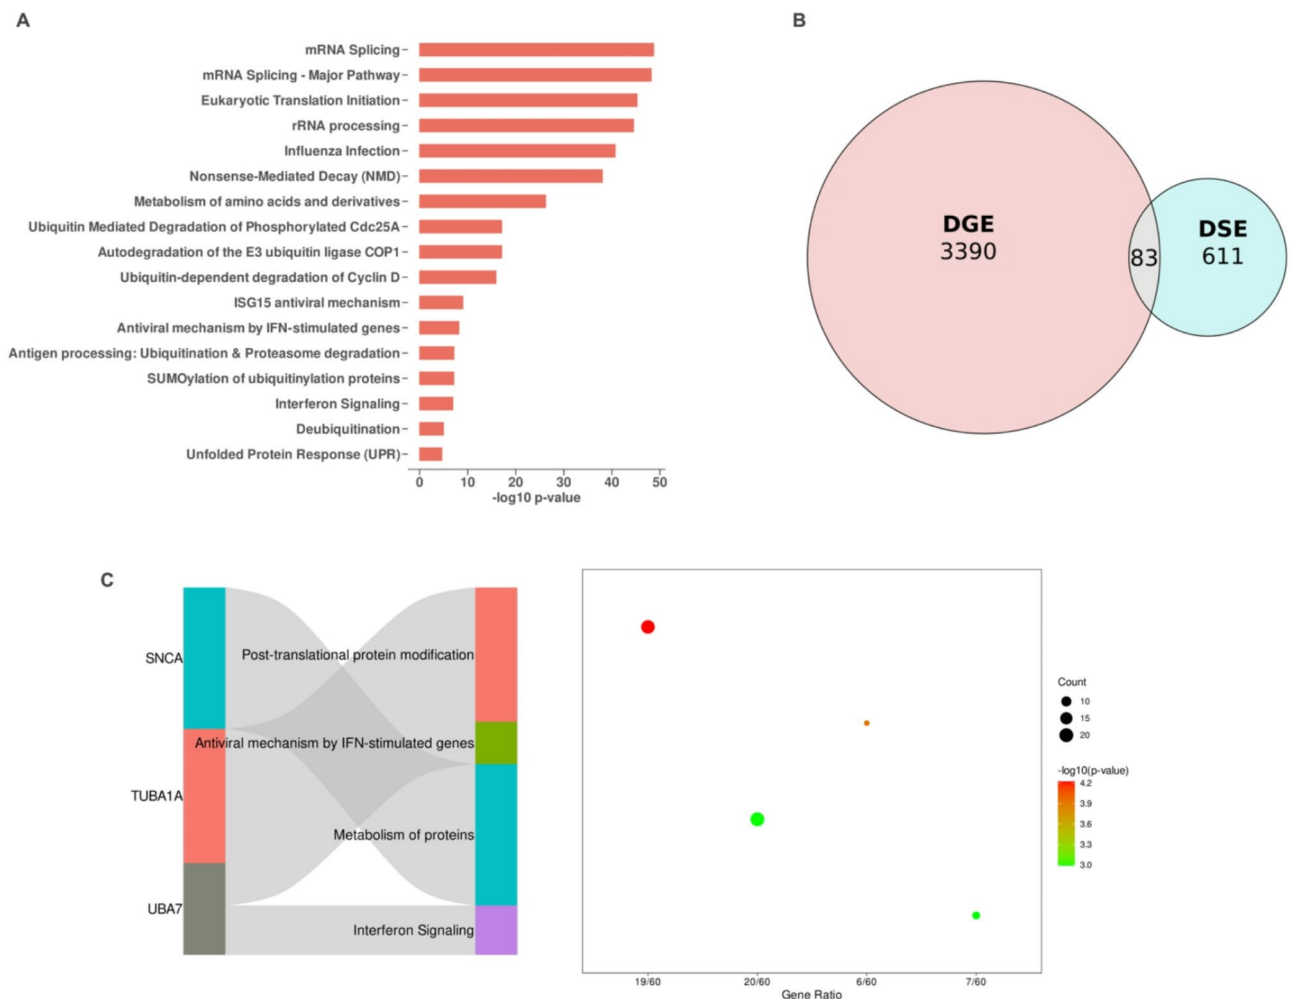 A
mRNA Splicing
mRNA Splicing - Major Pathway
Eukaryotic Translation Initiation
rRNA processing
Influenza Infection
Nonsense-Mediated Decay (NMD)
Metabolism of amino acids and derivatives
Ubiquitin Mediated Degradation of Phosphorylated Cdc25A
Autodegradation of the E3 ubiquitin ligase COP1
Ubiquitin-dependent degradation of Cyclin D
ISG15 antiviral mechanism
Antiviral mechanism by IFN-stimulated genes
Antigen processing: Ubiquitination & Proteasome degradation
SUMOylation of ubiquitinylation proteins
Interferon Signaling
Deubiquitination
Unfolded Protein Response (UPR)
0 10 20 30 40 50
-log10 p-value
B
DGE
3390
83
DSE
611
C
SNCA
TUBA1A
UBA7
Post-translational protein modification
Antiviral mechanism by IFN-stimulated genes
Metabolism of proteins
Interferon Signaling
19/60 20/60 6/60 7/60
Gene Ratio
Count
10
15
20
-log10(p-value)
4.2
3.9
3.6
3.3
3.0